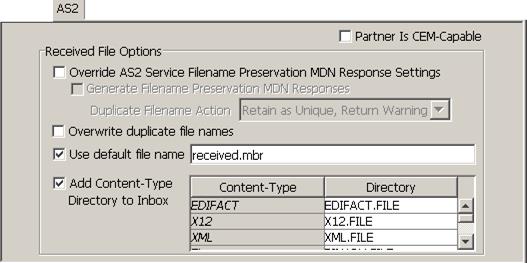 AS2
Partner Is CEM-Capable
Received File Options
Override AS2 Service Filename Preservation MDN Response Settings
Generate Filename Preservation MDN Responses
Duplicate Filename Action Retain as Unique, Return Warning
Overwrite duplicate file names
Use default file name received.mbr
Add Content-Type Directory to Inbox
Content-Type Directory
EDIFACT EDIFACT.FILE
X12 X12.FILE
XML XML.FILE